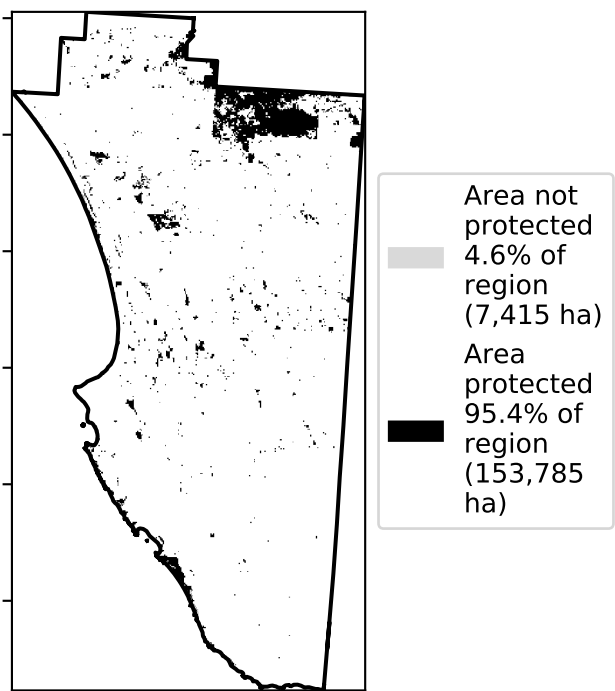 Area not
protected
4.6% of
region
(7,415 ha)
Area
protected
95.4% of
region
(153,785
ha)